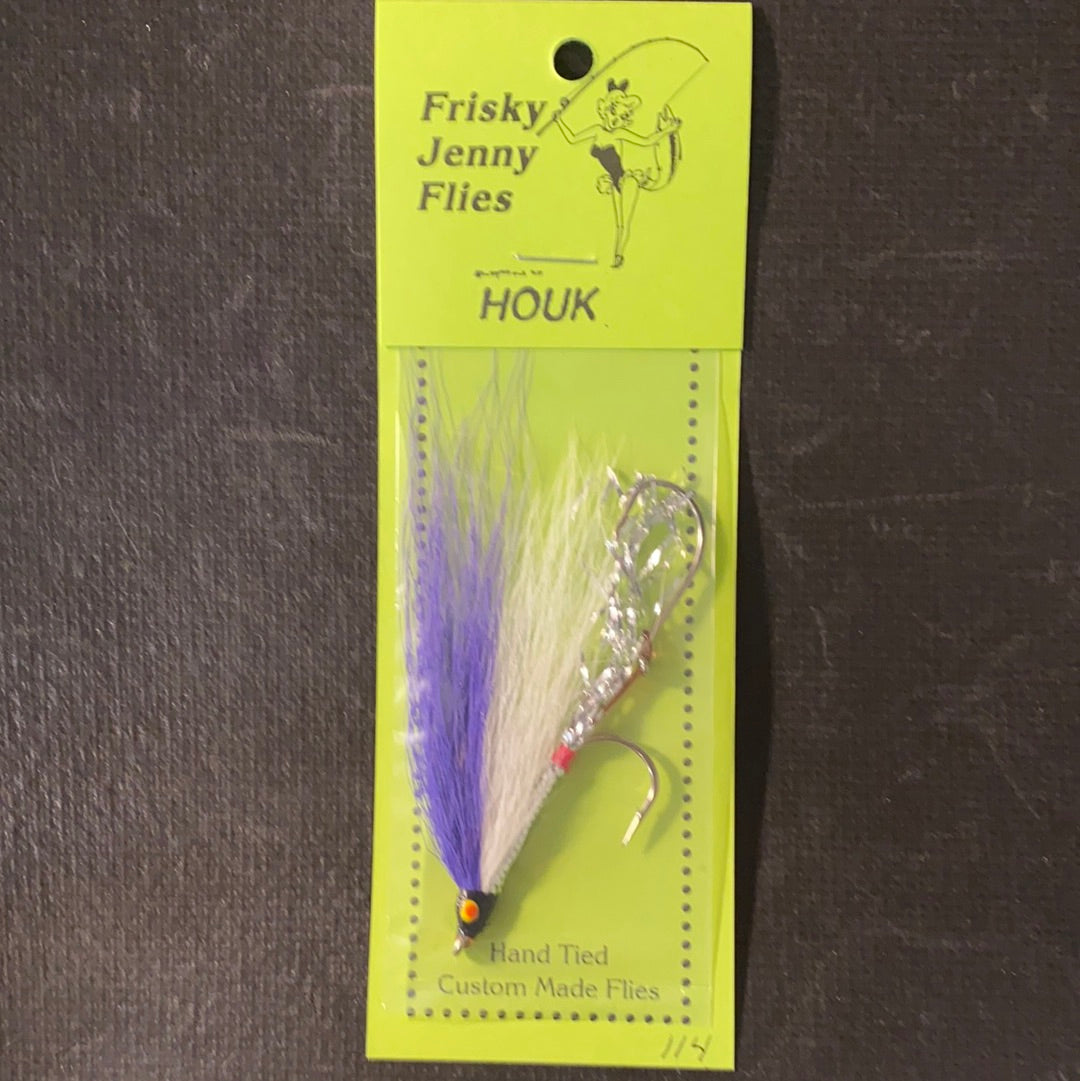 Frisky
Jenny
Flies
HOUK
Hand Tied
Custom Made Flies
114